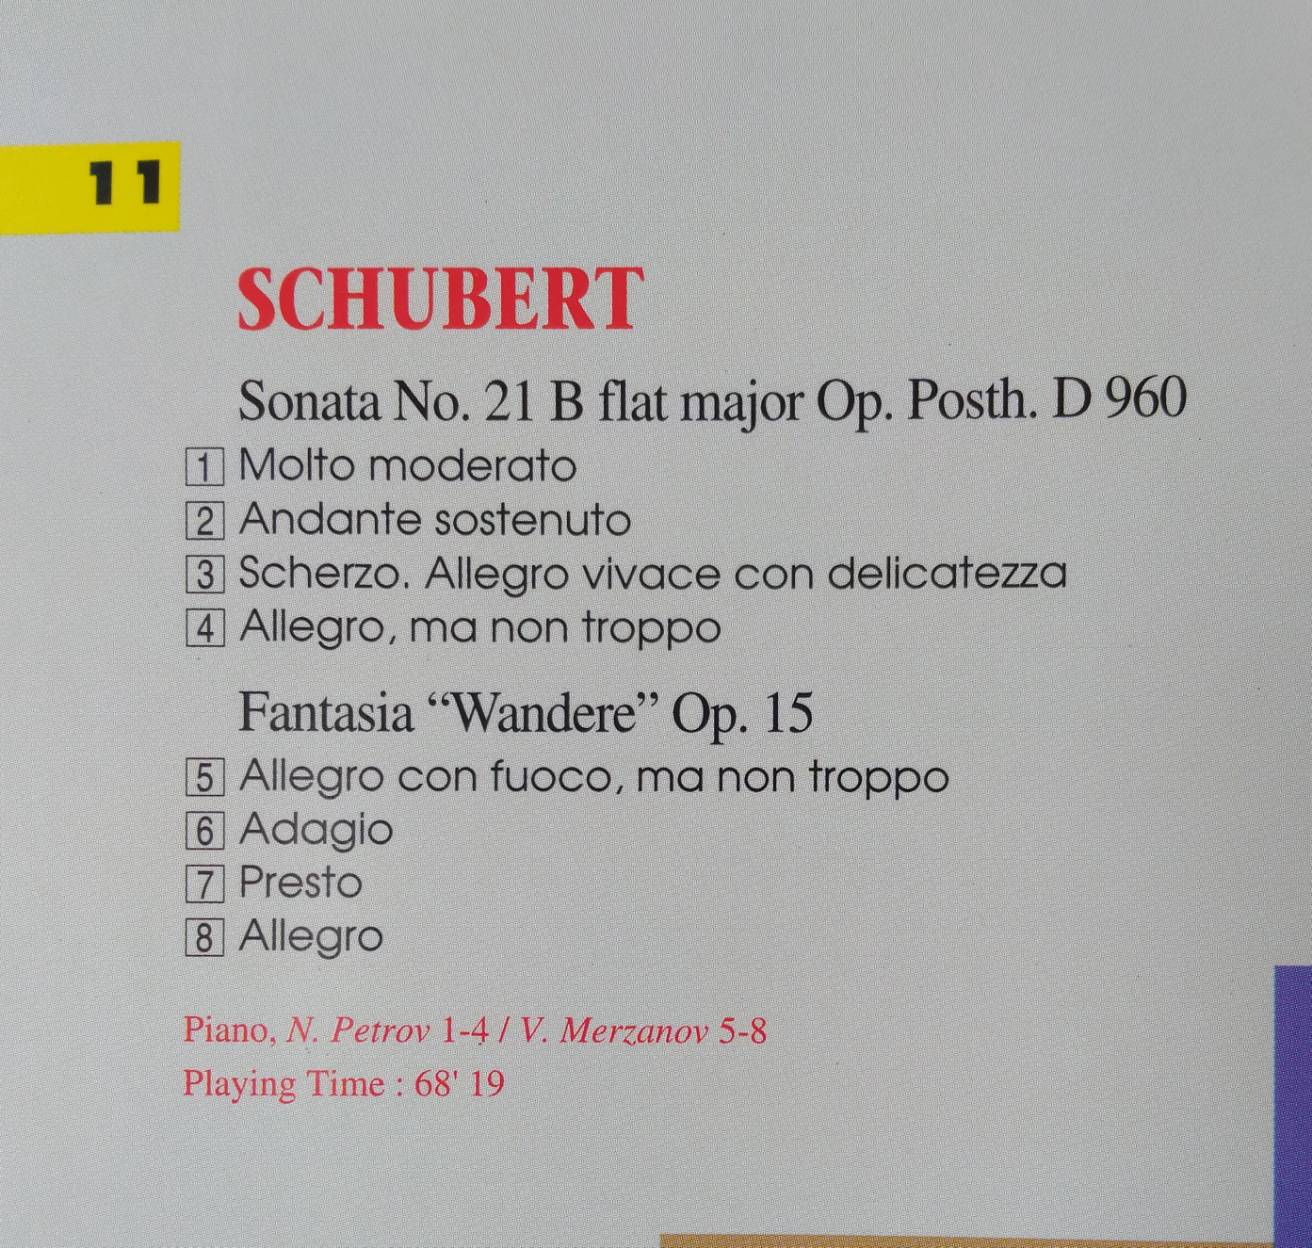 11
SCHUBERT
Sonata No. 21 B flat major Op. Posth. D 960
1 Molto moderato
2 Andante sostenuto
3 Scherzo. Allegro vivace con delicatezza
4 Allegro, ma non troppo
Fantasia “Wandere” Op. 15
5 Allegro con fuoco, ma non troppo
6 Adagio
7 Presto
8 Allegro
Piano, N. Petrov 1-4 / V. Merzanov 5-8
Playing Time : 68' 19